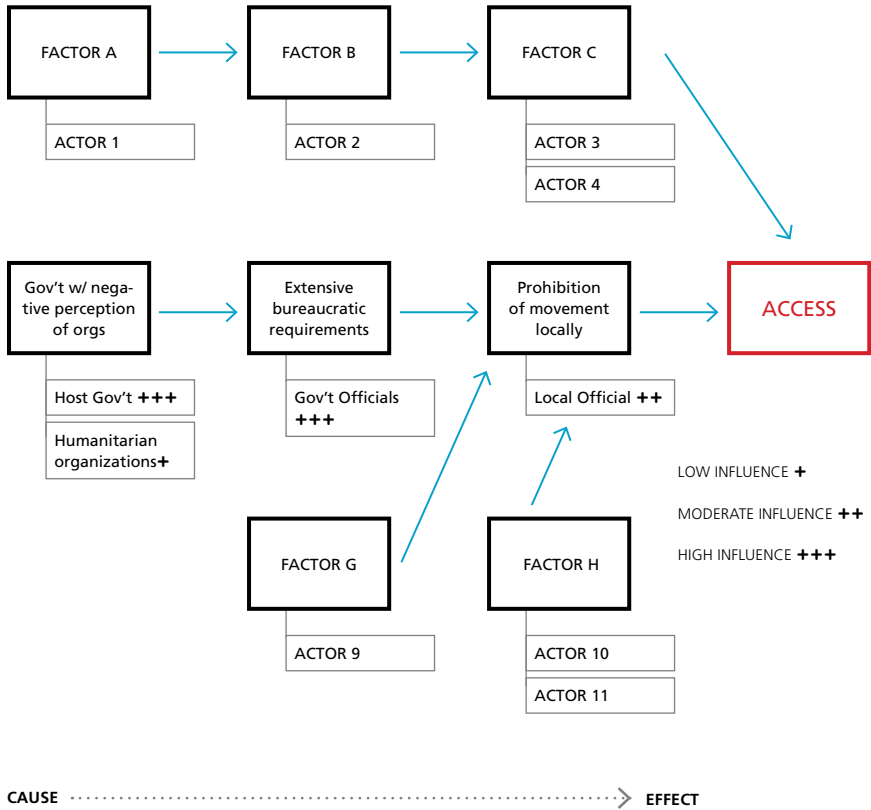 FACTOR A
FACTOR B
FACTOR C
ACTOR 1
ACTOR 2
ACTOR 3
ACTOR 4
Gov't w/ nega-
tive perception
of orgs
Extensive
bureaucratic
requirements
Prohibition
of movement
locally
ACCESS
Host Gov't +++
Humanitarian
organizations+
Gov't Officials
+++
Local Official ++
LOW INFLUENCE +
MODERATE INFLUENCE ++
HIGH INFLUENCE +++
FACTOR G
FACTOR H
ACTOR 9
ACTOR 10
ACTOR 11
CAUSE
EFFECT